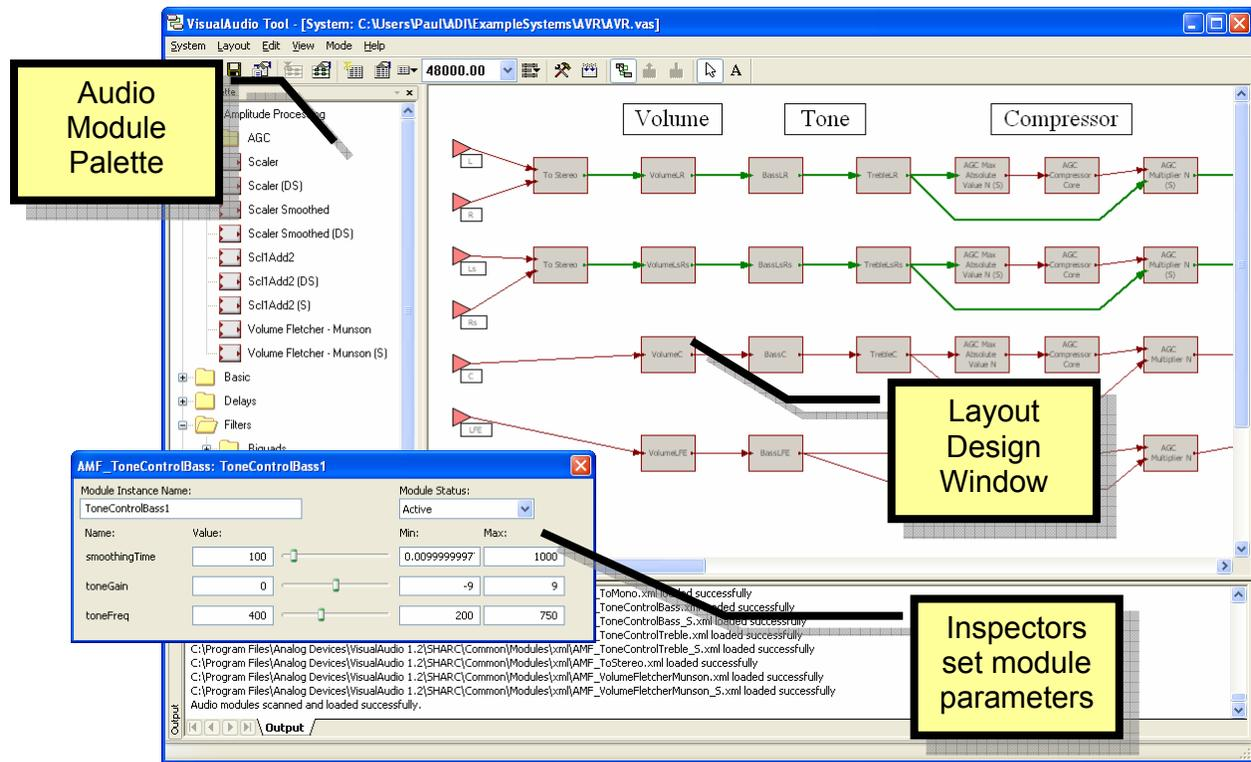 VisualAudio Tool - [System: C:\Users\Paul\ADI\ExampleSystems\AVR\AVR.vas]
System Layout Edit View Mode Help
48000.00
A
Audio
Module
Palette
Amplitude Processing
AGC
Scaler
Scaler (DS)
Scaler Smoothed
Scaler Smoothed (DS)
Scl1Add2
Scl1Add2 (DS)
Scl1Add2 (S)
Volume Fletcher - Munson
Volume Fletcher - Munson (S)
Basic
Delays
Filters
Biquads
Volume
Tone
Compressor
L
R
To Stereo
VolumeLR
BassLR
TrebleLR
AGC Max
Absolute
Value N (S)
AGC
Compressor
Core
AGC
Multiplier N
(S)
Ls
Rs
To Stereo
VolumeLsRs
BassLsRs
TrebleLsRs
AGC Max
Absolute
Value N (S)
AGC
Compressor
Core
AGC
Multiplier N
(S)
C
VolumeC
BassC
TrebleC
AGC Max
Absolute
Value N
AGC
Compressor
Core
AGC
Multiplier N
LFE
VolumeLFE
BassLFE
AGC
Multiplier N
Layout
Design
Window
AMF_ToneControlBass: ToneControlBass1
Module Instance Name:
Module Status:
ToneControlBass1
Active
Name: Value: Min: Max:
smoothingTime 100 0.0099999997 1000
toneGain 0 -9 9
toneFreq 400 200 750
_ToMono.xml loaded successfully
_ToneControlBass.xml loaded successfully
_ToneControlBass_S.xml loaded successfully
_ToneControlTreble.xml loaded successfully
C:\Program Files\Analog Devices\VisualAudio 1.2\SHARC\Common\Modules\xml\AMF_ToneControlTreble_S.xml loaded successfully
C:\Program Files\Analog Devices\VisualAudio 1.2\SHARC\Common\Modules\xml\AMF_ToStereo.xml loaded successfully
C:\Program Files\Analog Devices\VisualAudio 1.2\SHARC\Common\Modules\xml\AMF_VolumeFletcherMunson.xml loaded successfully
C:\Program Files\Analog Devices\VisualAudio 1.2\SHARC\Common\Modules\xml\AMF_VolumeFletcherMunson_S.xml loaded successfully
Audio modules scanned and loaded successfully.
Output
Output
Inspectors
set module
parameters